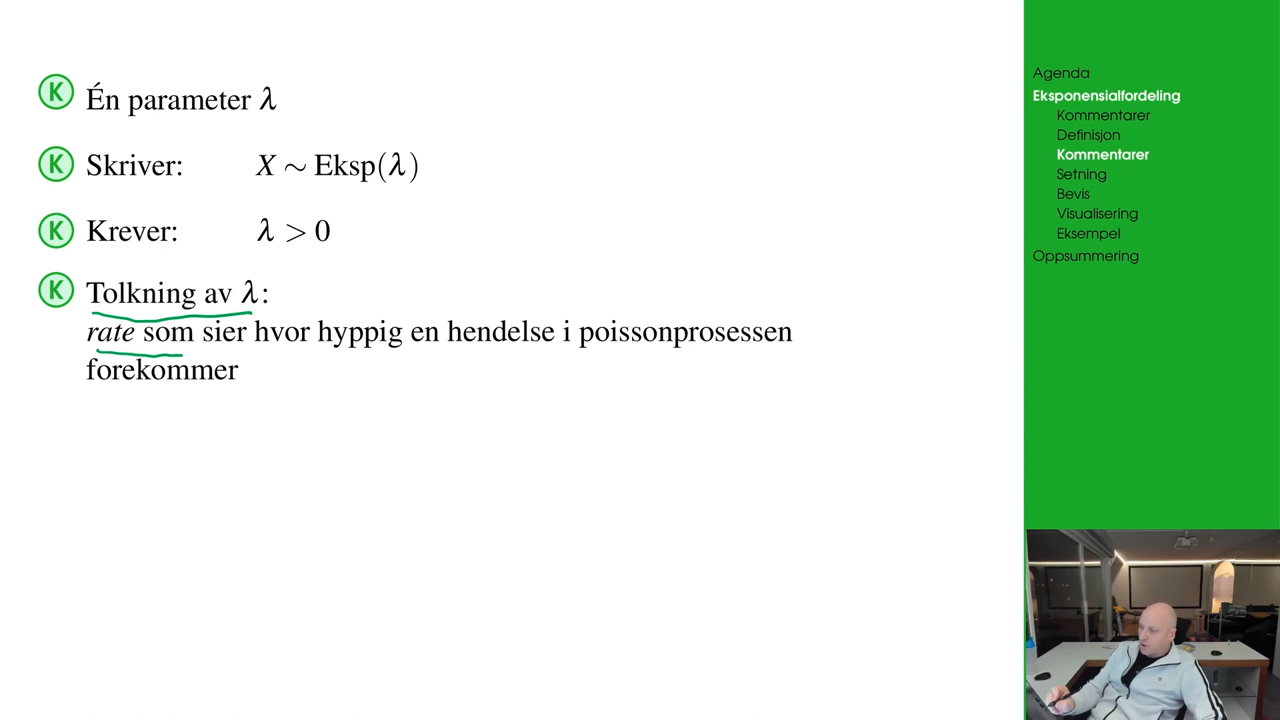 K Én parameter λ
K Skriver: X ∼ Eksp(λ)
K Krever: λ > 0
K Tolkning av λ:
rate som sier hvor hyppig en hendelse i poissonprosessen
forekommer
Agenda
Eksponensialfordeling
Kommentarer
Definisjon
Kommentarer
Setning
Bevis
Visualisering
Eksempel
Oppsummering